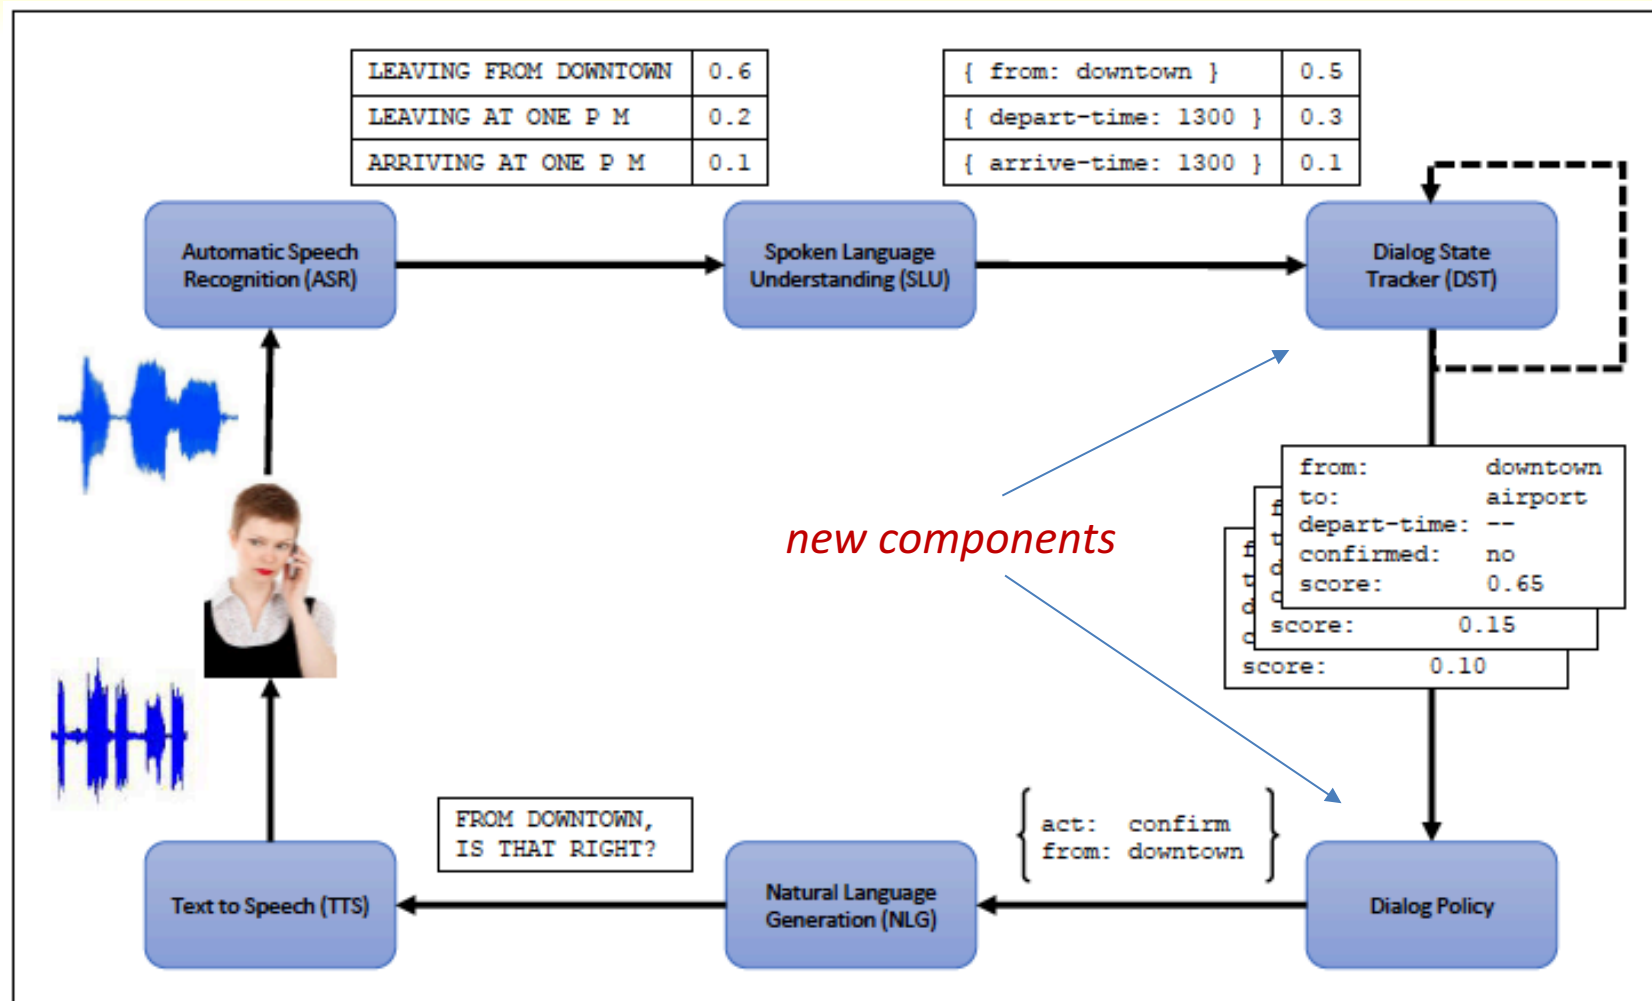 LEAVING FROM DOWNTOWN 0.6
LEAVING AT ONE P M 0.2
ARRIVING AT ONE P M 0.1
{ from: downtown } 0.5
{ depart-time: 1300 } 0.3
{ arrive-time: 1300 } 0.1
Automatic Speech
Recognition (ASR)
Spoken Language
Understanding (SLU)
Dialog State
Tracker (DST)
new components
from: downtown
to: airport
depart-time: --
confirmed: no
score: 0.65
f
t
d
c
score: 0.15
f
t
d
c
score: 0.10
FROM DOWNTOWN,
IS THAT RIGHT?
act: confirm
from: downtown
Text to Speech (TTS)
Natural Language
Generation (NLG)
Dialog Policy